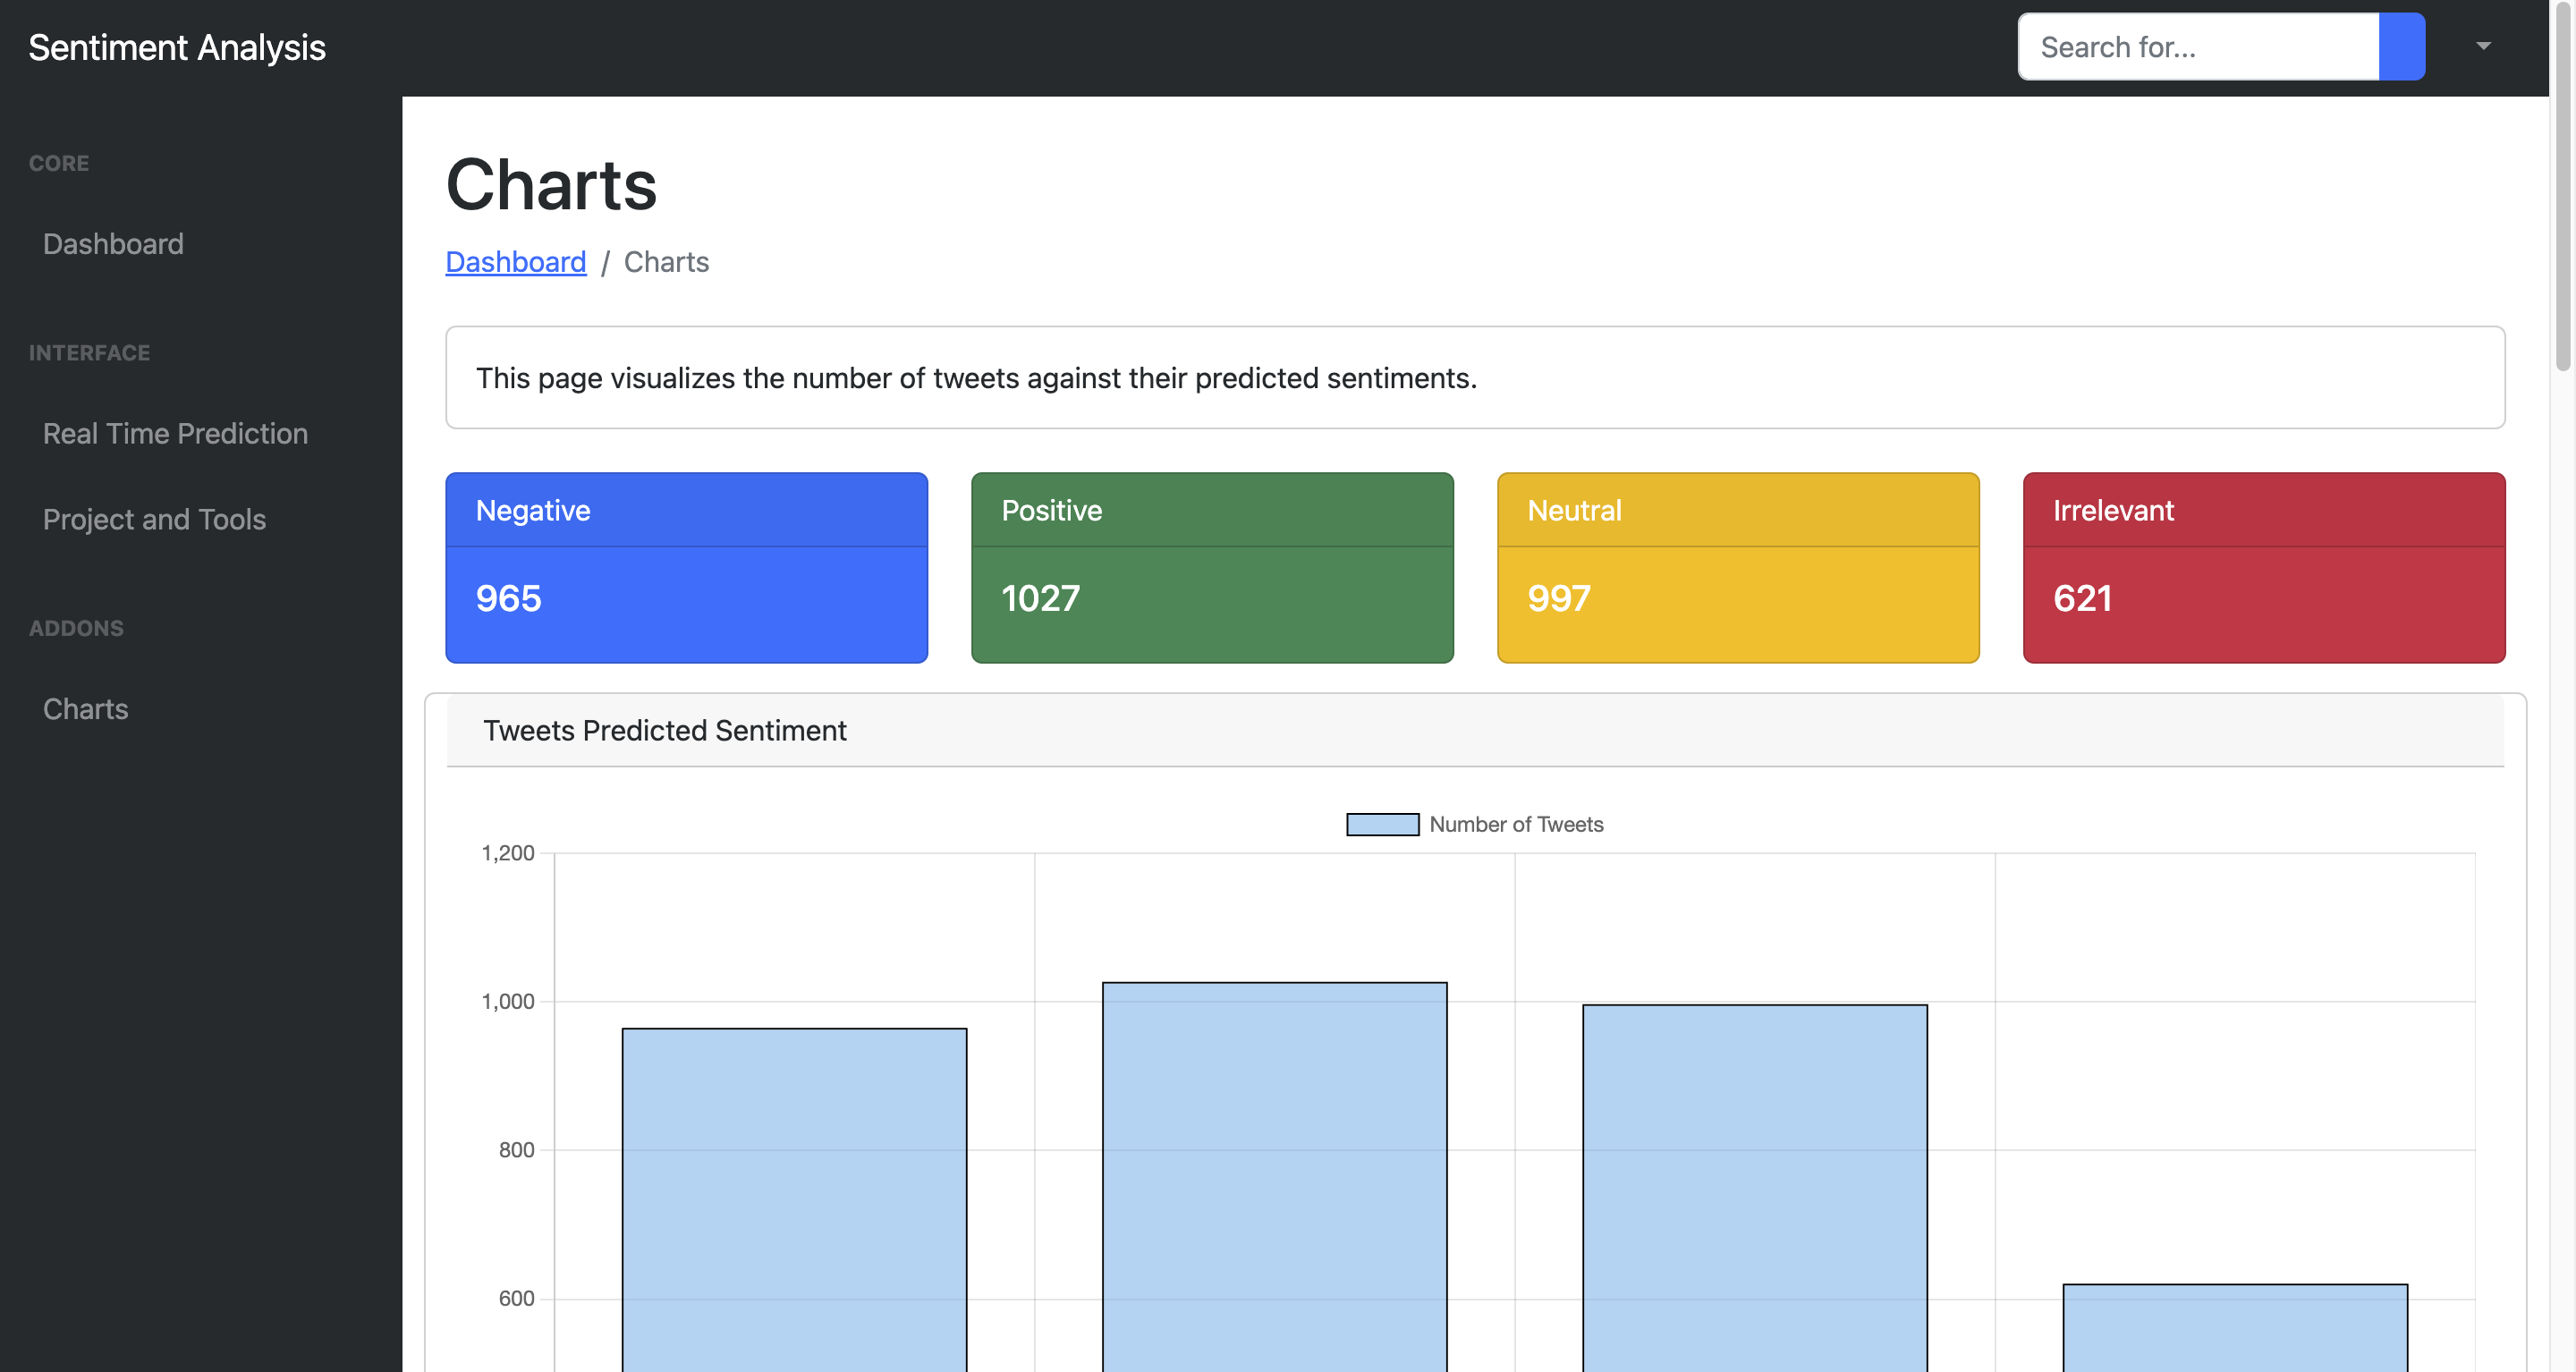 Sentiment Analysis
Search for...
CORE
Dashboard
INTERFACE
Real Time Prediction
Project and Tools
ADDONS
Charts
Charts
Dashboard / Charts
This page visualizes the number of tweets against their predicted sentiments.
Negative
965
Positive
1027
Neutral
997
Irrelevant
621
Tweets Predicted Sentiment
Number of Tweets
1,200
1,000
800
600